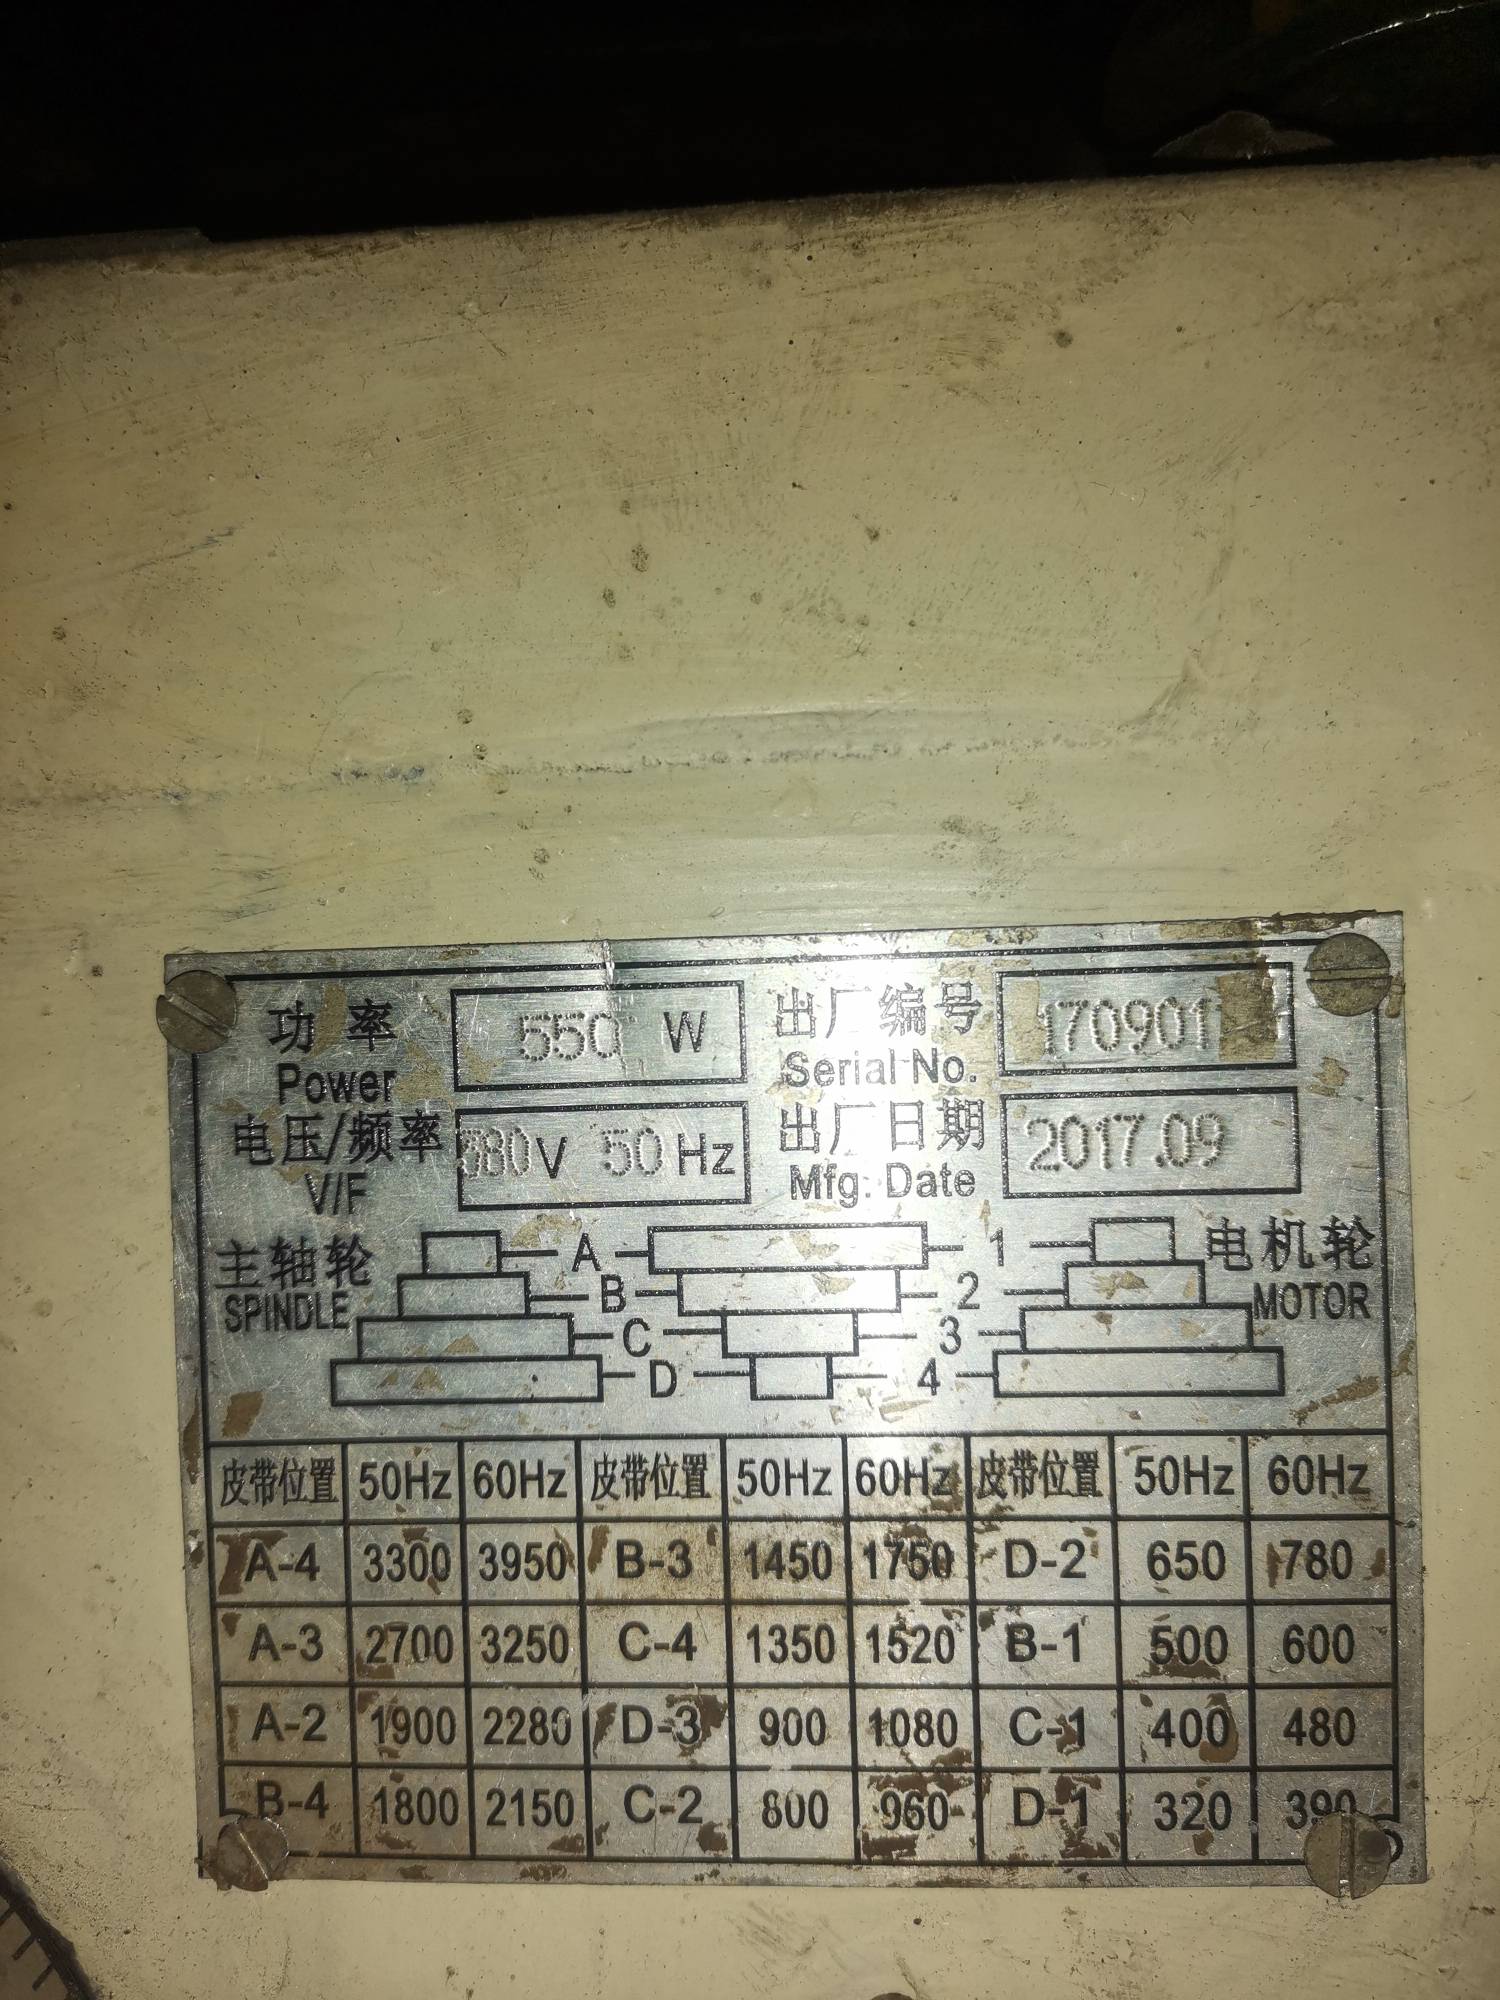 功率 550 W 出厂编号 170901
Power Serial No.
电压/频率 380V 50Hz 出厂日期 2017.09
V/F Mfg. Date
主轴轮 A 1 电机轮
SPINDLE B 2 MOTOR
C 3
D 4
皮带位置 50Hz 60Hz 皮带位置 50Hz 60Hz 皮带位置 50Hz 60Hz
A-4 3300 3950 B-3 1450 1750 D-2 650 780
A-3 2700 3250 C-4 1350 1520 B-1 500 600
A-2 1900 2280 D-3 900 1080 C-1 400 480
B-4 1800 2150 C-2 800 960 D-1 320 390